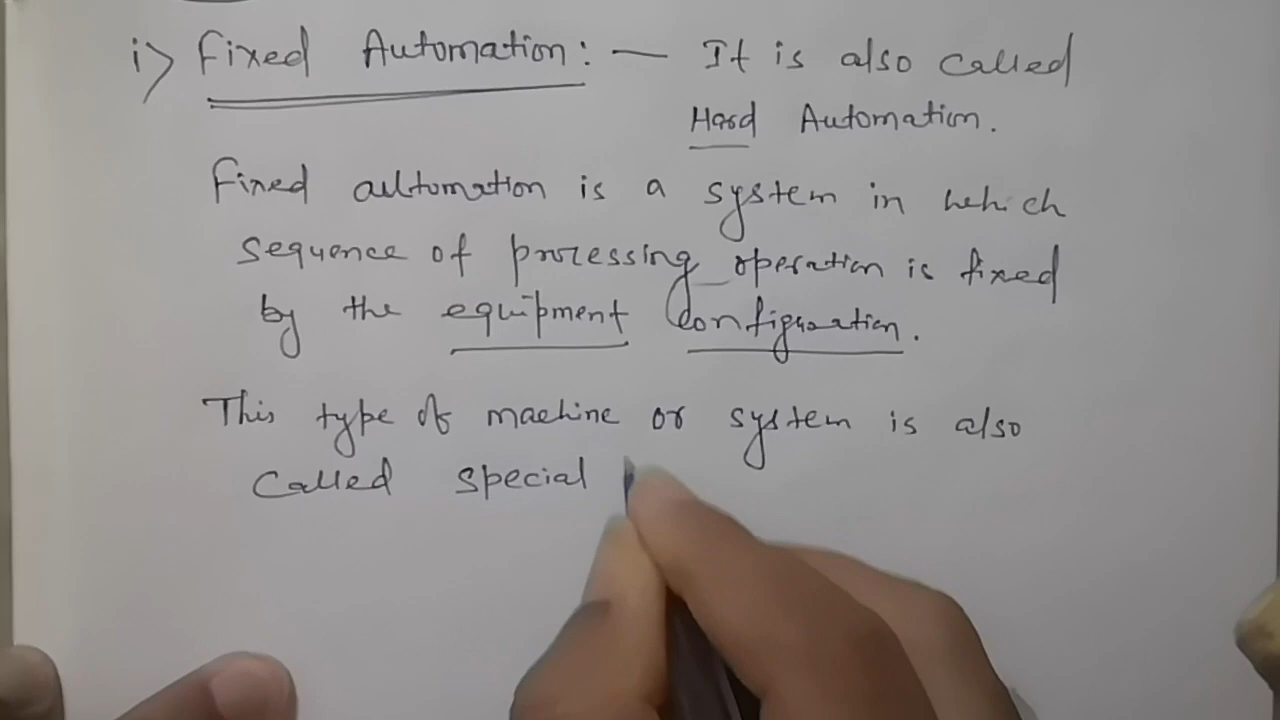 i) Fixed Automation: — It is also called
Hard Automation.
Fixed automation is a system in which
sequence of processing operation is fixed
by the equipment configuration.
This type of machine or system is also
called special